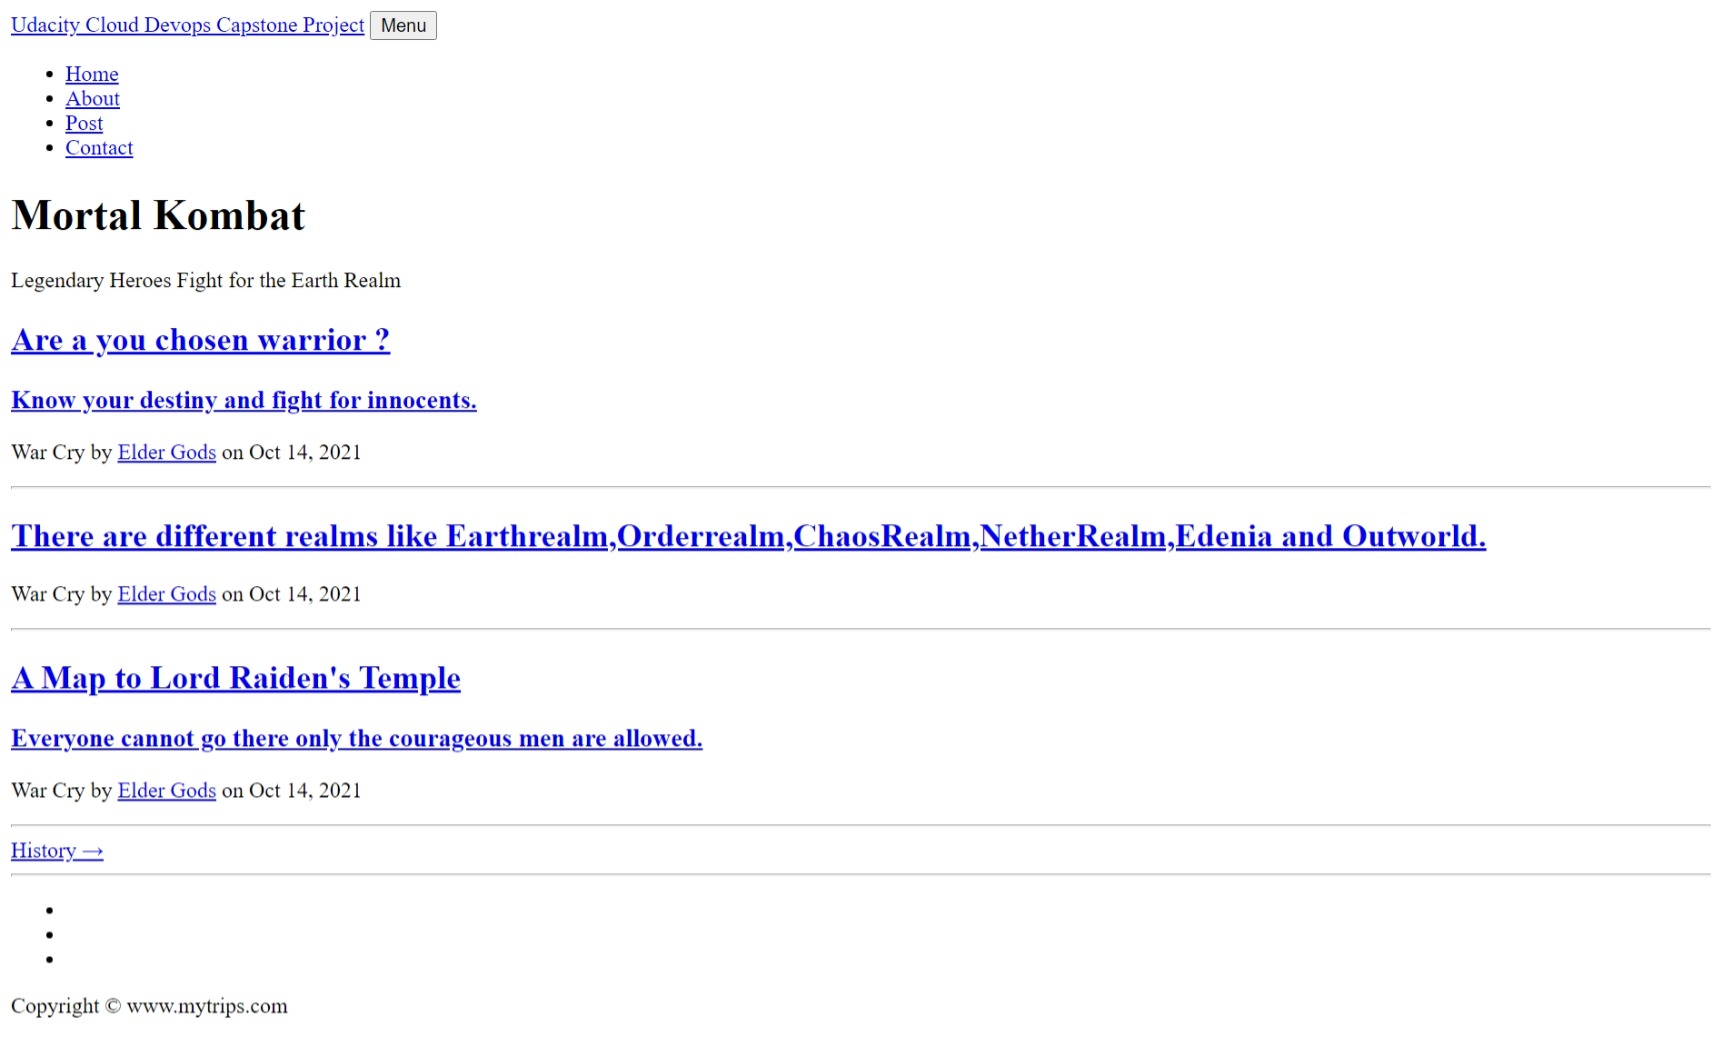 Udacity Cloud Devops Capstone Project Menu
Home
About
Post
Contact
Mortal Kombat
Legendary Heroes Fight for the Earth Realm
Are a you chosen warrior ?
Know your destiny and fight for innocents.
War Cry by Elder Gods on Oct 14, 2021
There are different realms like Earthrealm,Orderrealm,ChaosRealm,NetherRealm,Edenia and Outworld.
War Cry by Elder Gods on Oct 14, 2021
A Map to Lord Raiden's Temple
Everyone cannot go there only the courageous men are allowed.
War Cry by Elder Gods on Oct 14, 2021
History →
Copyright © www.mytrips.com